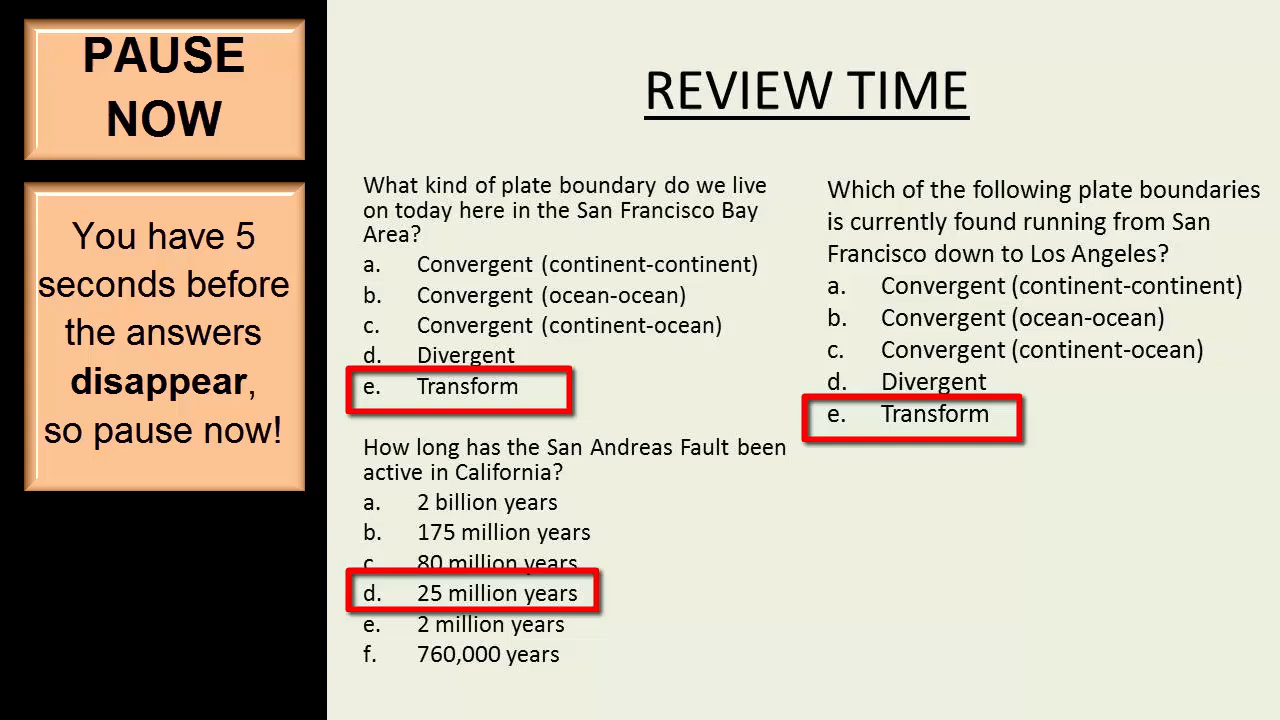 PAUSE
NOW
You have 5
seconds before
the answers
disappear,
so pause now!
REVIEW TIME
What kind of plate boundary do we live
on today here in the San Francisco Bay
Area?
a. Convergent (continent-continent)
b. Convergent (ocean-ocean)
c. Convergent (continent-ocean)
d. Divergent
e. Transform
How long has the San Andreas Fault been
active in California?
a. 2 billion years
b. 175 million years
c. 80 million years
d. 25 million years
e. 2 million years
f. 760,000 years
Which of the following plate boundaries
is currently found running from San
Francisco down to Los Angeles?
a. Convergent (continent-continent)
b. Convergent (ocean-ocean)
c. Convergent (continent-ocean)
d. Divergent
e. Transform